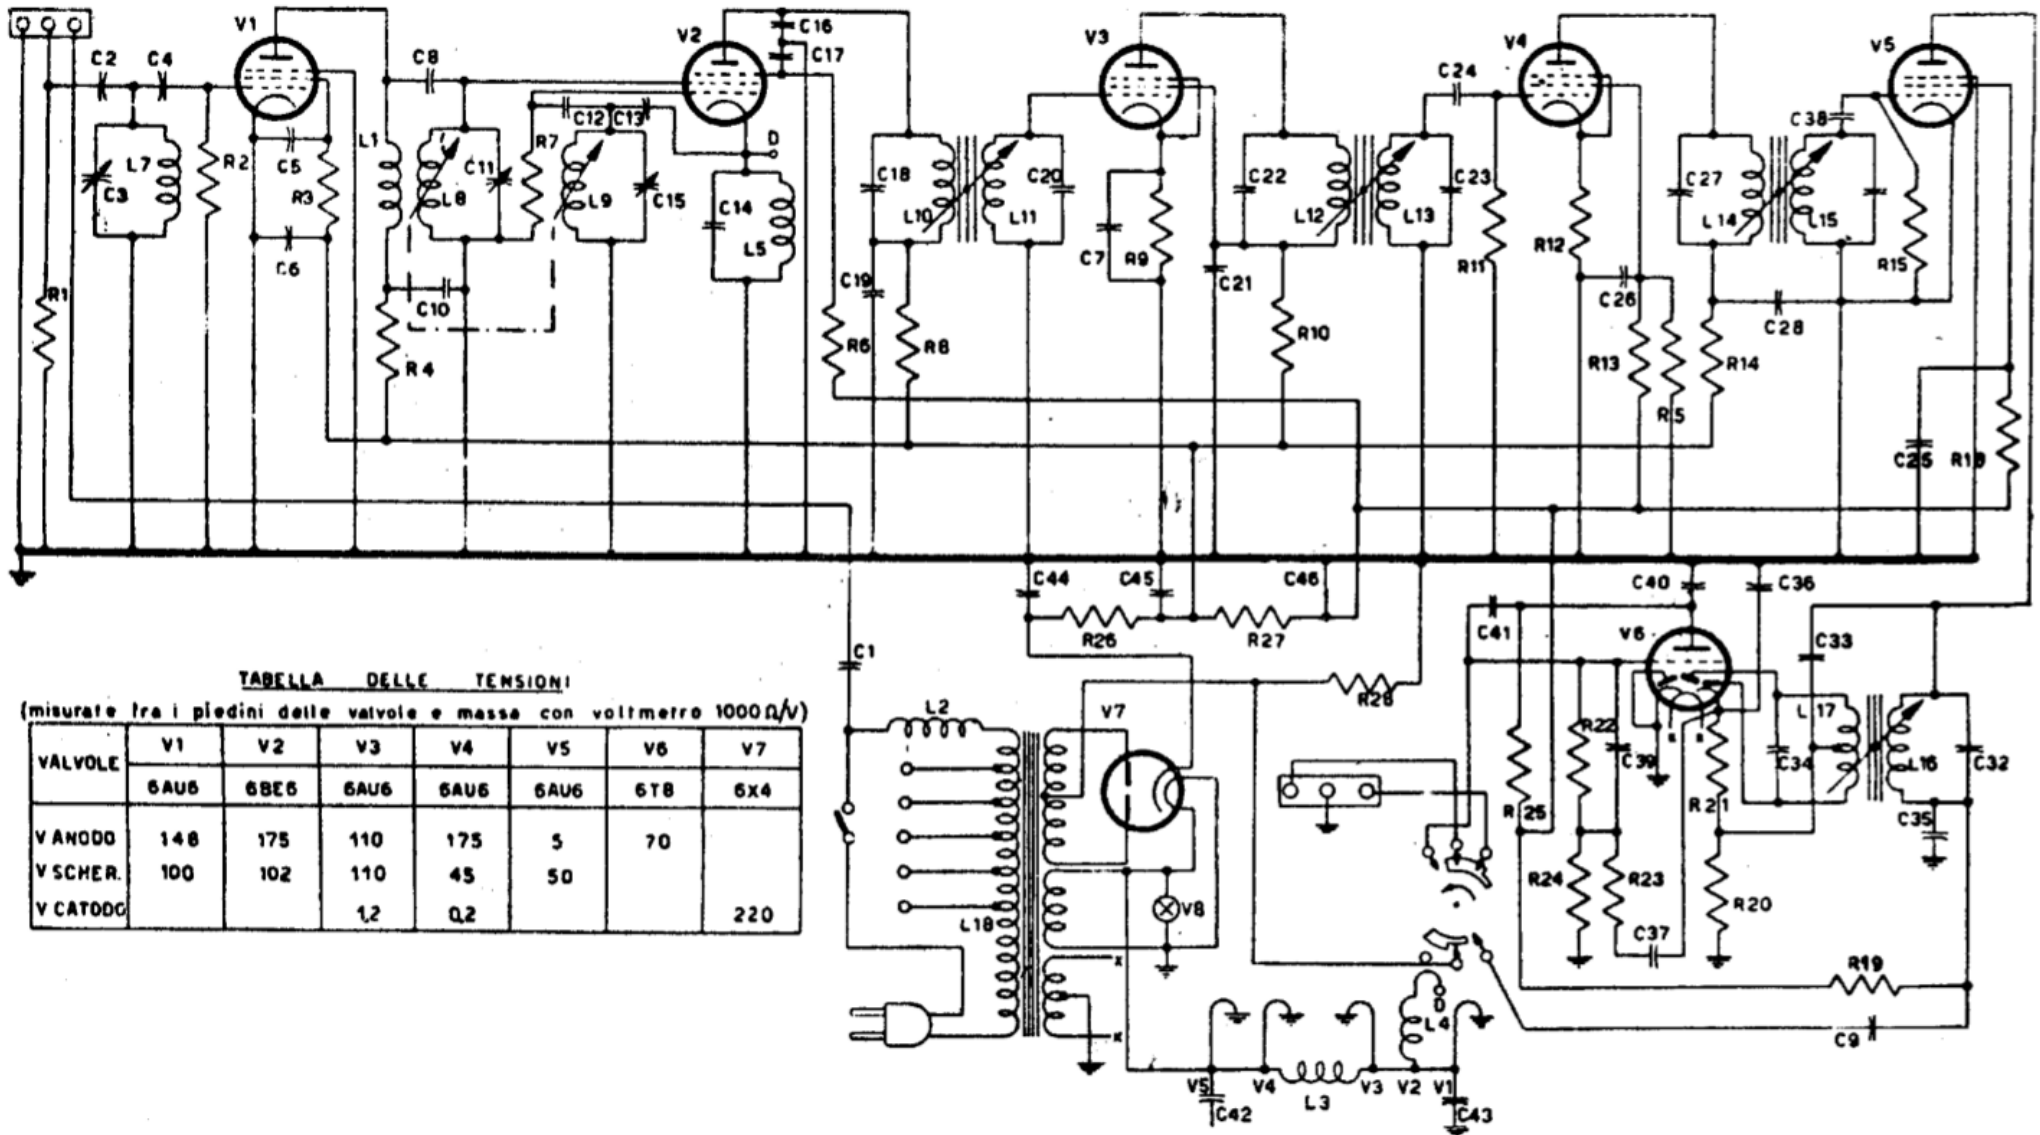 V1
V2
V3
V4
V5
C2 C4
C8
C16
C17
C24
C12 C13
C38
C3 L7 R2
C5
R3
C6
L1
L8
C11
R7
L9
C15
D
C14
L5
C18
L10
L11
C20
C22
L12
L13
C23
C27
L14
L15
R1
R4
C10
C19
R6
R8
C7
R9
C21
R10
R11
R12
C26
R13
R14
C28
R15
C25
C44
R26
C45
R27
C46
C40
C36
C41
V6
C33
C1
R28
L2
V7
TABELLA DELLE TENSIONI
(misurate fra i piedini delle valvole e massa con voltmetro 1000Ω/V)
VALVOLE V1 V2 V3 V4 V5 V6 V7
6AU6 6BE6 6AU6 6AU6 6AU6 6T8 6X4
V ANODO 148 175 110 175 5 70
V SCHER. 100 102 110 45 50
V CATODO 1,2 0,2 220
R22
C39
x x
R21
C34
L17
L16
C32
C35
R25
R24
R23
C37
R20
R19
C9
L18
V8
x
x
D
L4
V5 V4 L3 V3 V2 V1
C42
C43